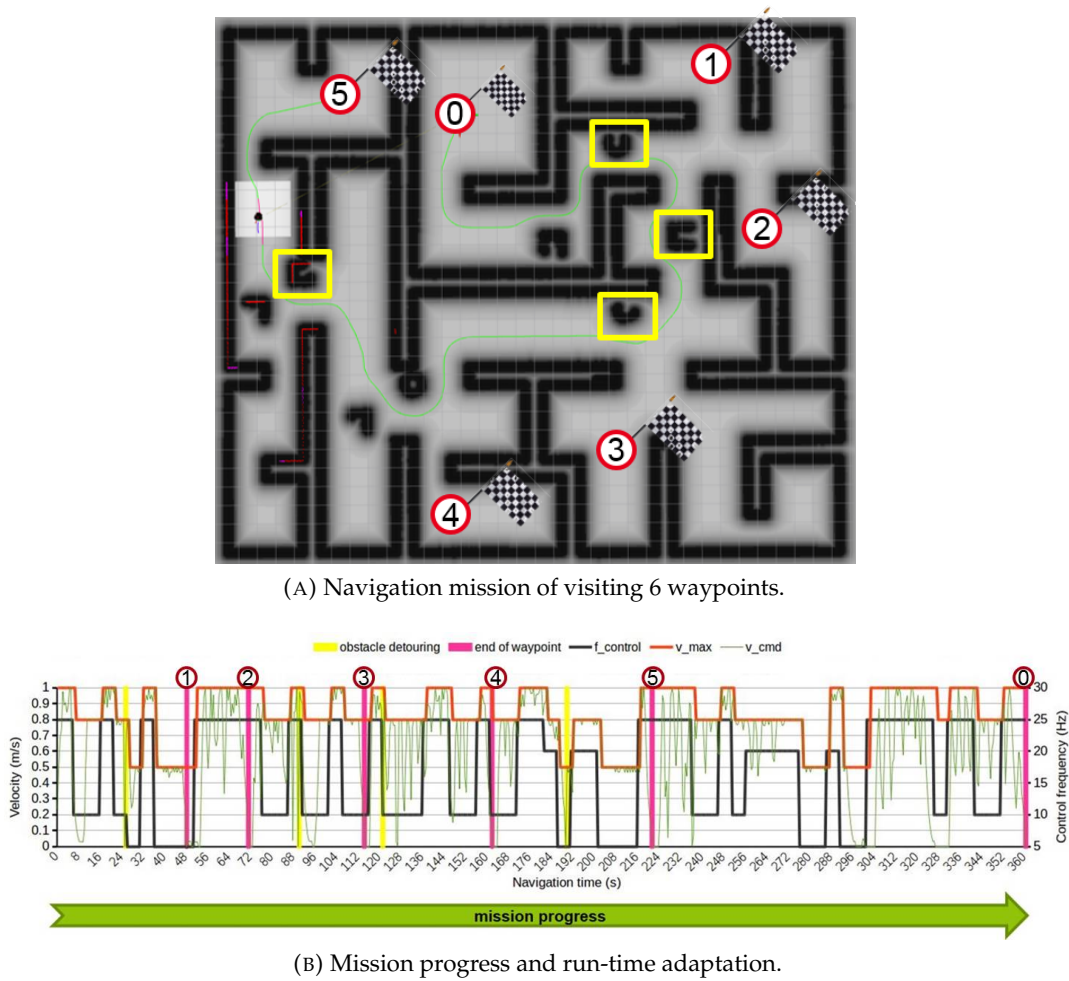 1
5
0
2
3
4
(A) Navigation mission of visiting 6 waypoints.
obstacle detouring end of waypoint f_control v_max v_cmd
1 2 3 4 5 0
1 30
0.9
0.8 25
0.7
0.6 20
0.5
0.4 15
0.3
0.2 10
0.1
0 5
Velocity (m/s)
Control frequency (Hz)
0 8 16 24 32 40 48 56 64 72 80 88 96 104 112 120 128 136 144 152 160 168 176 184 192 200 208 216 224 232 240 248 256 264 272 280 288 296 304 312 320 328 336 344 352 360
Navigation time (s)
mission progress
(B) Mission progress and run-time adaptation.